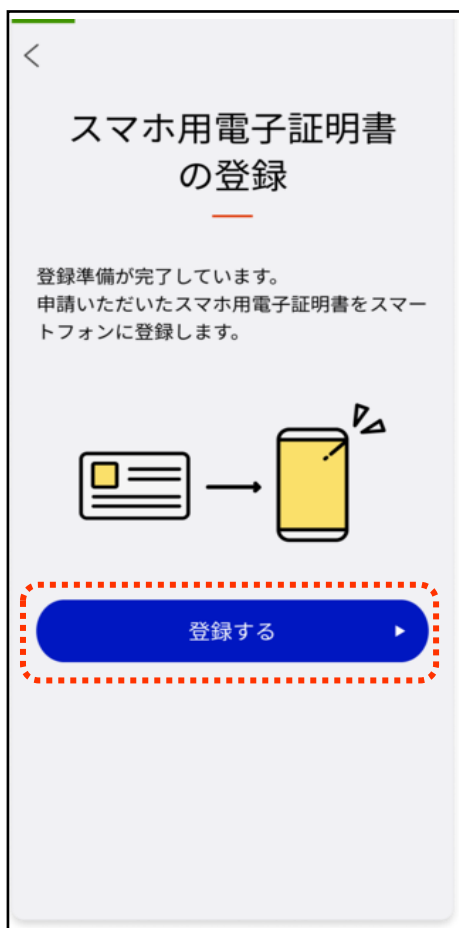 スマホ用電子証明書
の登録
登録準備が完了しています。
申請いただいたスマホ用電子証明書をスマー
トフォンに登録します。
登録する